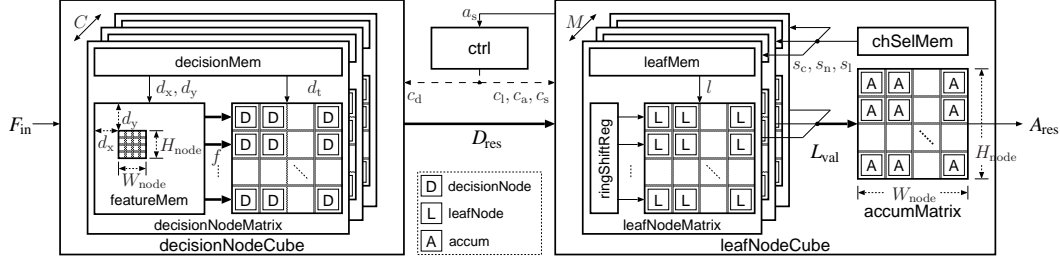 C
decisionMem
d_x, d_y
d_t
F_in
d_y
d_x
H_node
W_node
f
featureMem
D D D
D D D
D D D
decisionNodeMatrix
decisionNodeCube
a_s
ctrl
c_d
c_l, c_a, c_s
D_res
D decisionNode
L leafNode
A accum
M
leafMem
l
ringShiftReg
L L L
L L L
L L L
leafNodeMatrix
leafNodeCube
chSelMem
s_c, s_n, s_l
L_val
A A A
A A A
A A A
H_node
W_node
accumMatrix
A_res